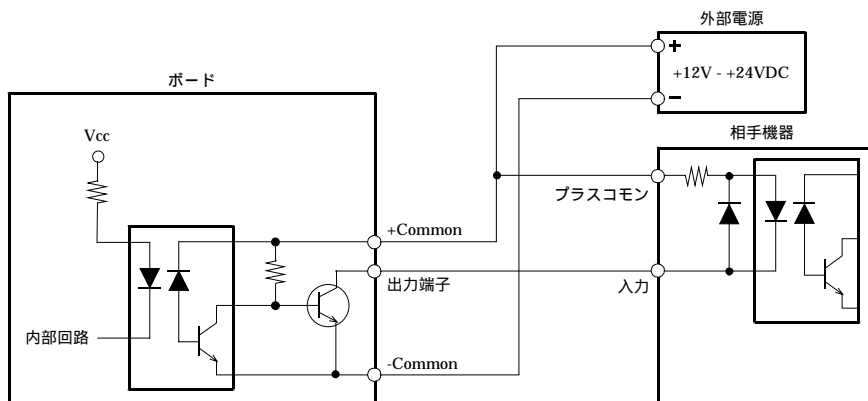 外部電源
+
+12V - +24VDC
-
ボード
相手機器
Vcc
プラスコモン
+Common
出力端子
入力
内部回路
-Common